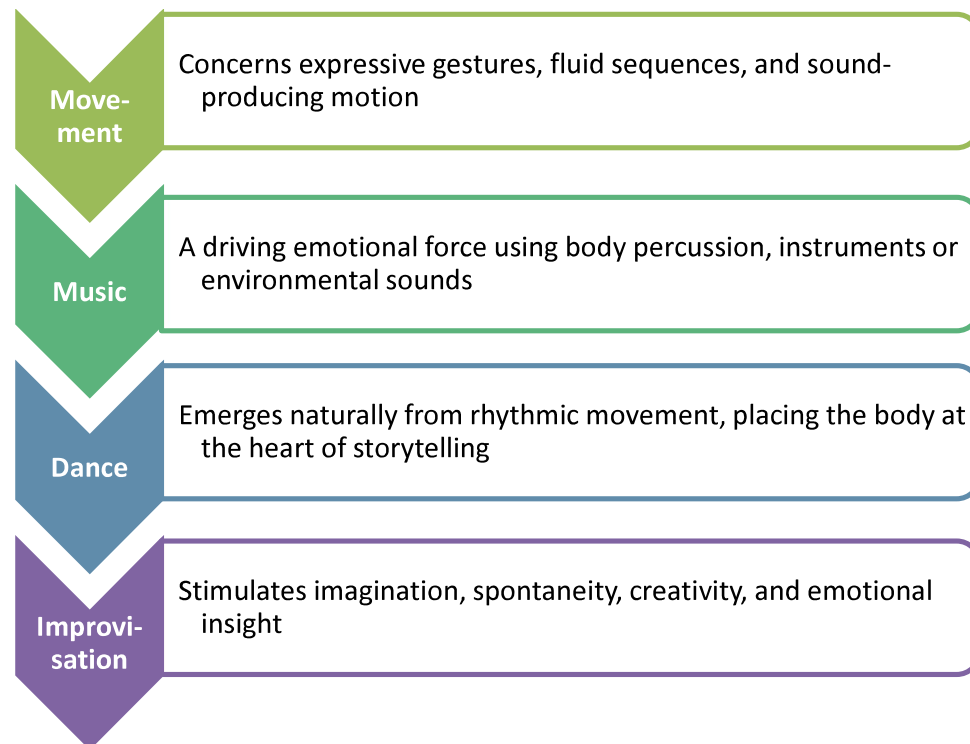 Move-
ment
Concerns expressive gestures, fluid sequences, and sound-
producing motion
Music
A driving emotional force using body percussion, instruments or
environmental sounds
Dance
Emerges naturally from rhythmic movement, placing the body at
the heart of storytelling
Improvi-
sation
Stimulates imagination, spontaneity, creativity, and emotional
insight